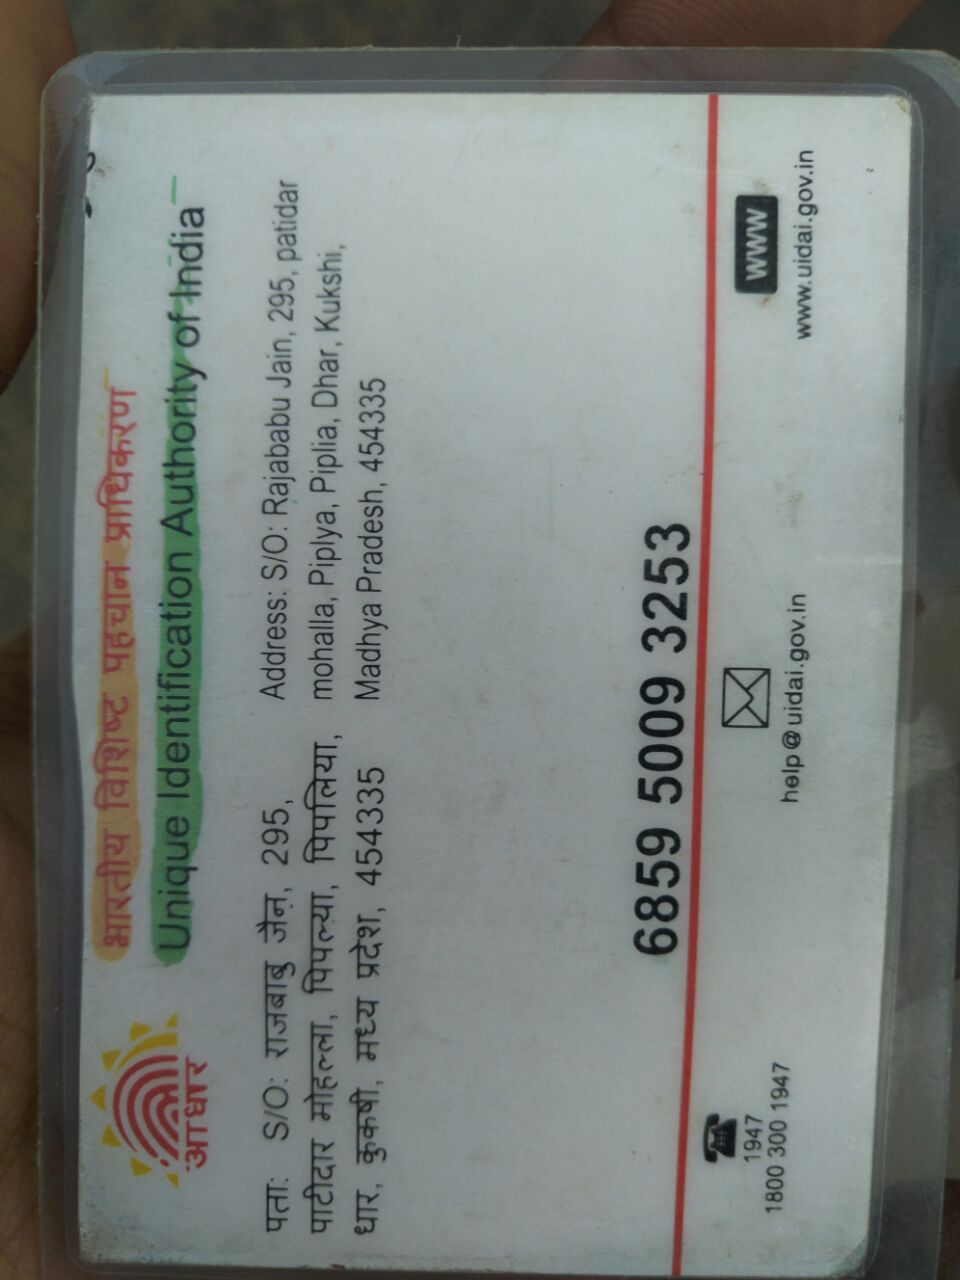 भारतीय विशिष्ट पहचान प्राधिकरण
Unique Identification Authority of India
आधार
पता: S/O: राजबाबु जैन, 295,
पाटीदार मोहल्ला, पिपल्या, पिपलिया,
धार, कुक्षी, मध्य प्रदेश, 454335
Address: S/O: Rajababu Jain, 295, patidar
mohalla, Piplya, Piplia, Dhar, Kukshi,
Madhya Pradesh, 454335
6859 5009 3253
1947
1800 300 1947
help@uidai.gov.in
WWW
www.uidai.gov.in